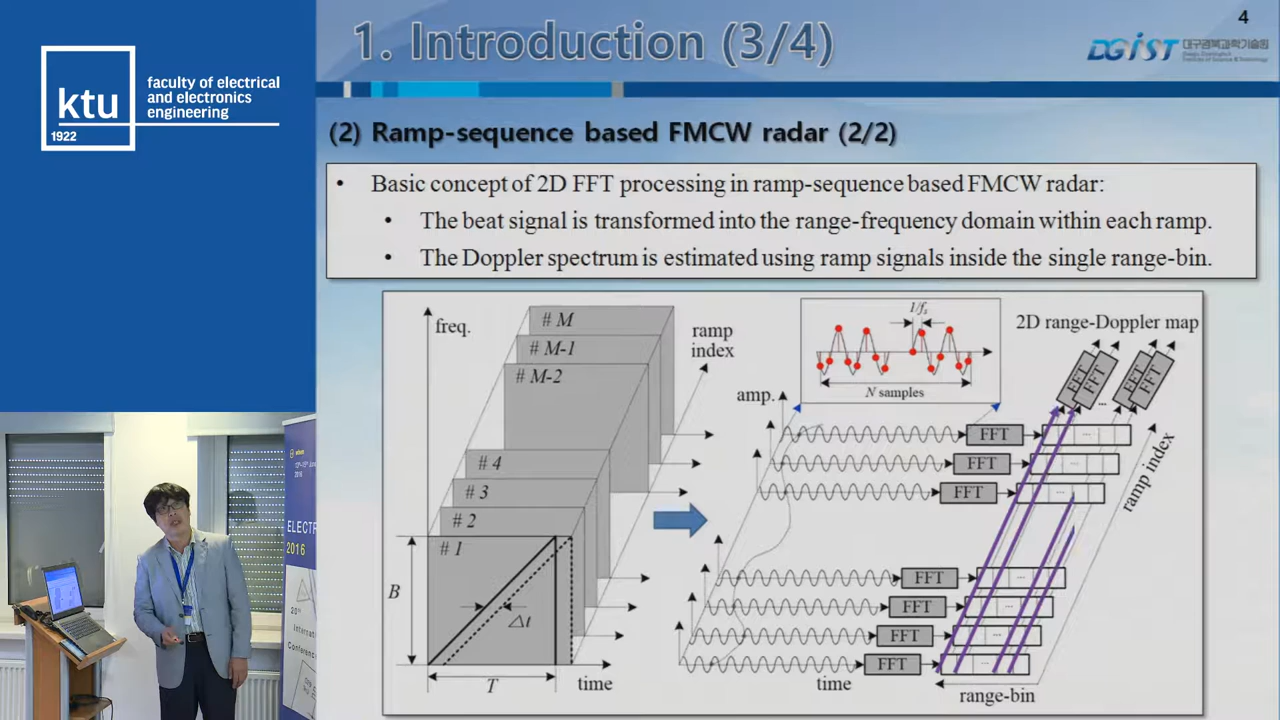 ktu
1922
faculty of electrical
and electronics
engineering
1. Introduction (3/4)
4
DGIST 대구경북과학기술원
(2) Ramp-sequence based FMCW radar (2/2)
• Basic concept of 2D FFT processing in ramp-sequence based FMCW radar:
• The beat signal is transformed into the range-frequency domain within each ramp.
• The Doppler spectrum is estimated using ramp signals inside the single range-bin.
freq.
# M
# M-1
# M-2
# 4
# 3
# 2
# 1
ramp
index
B
Δt
T
time
1/fs
N samples
amp.
2D range-Doppler map
FFT
FFT
FFT
FFT
FFT
FFT
FFT
FFT
FFT
FFT
FFT
...
ramp index
time
range-bin
ELECTR
2016
20th
Internati
Conferenc